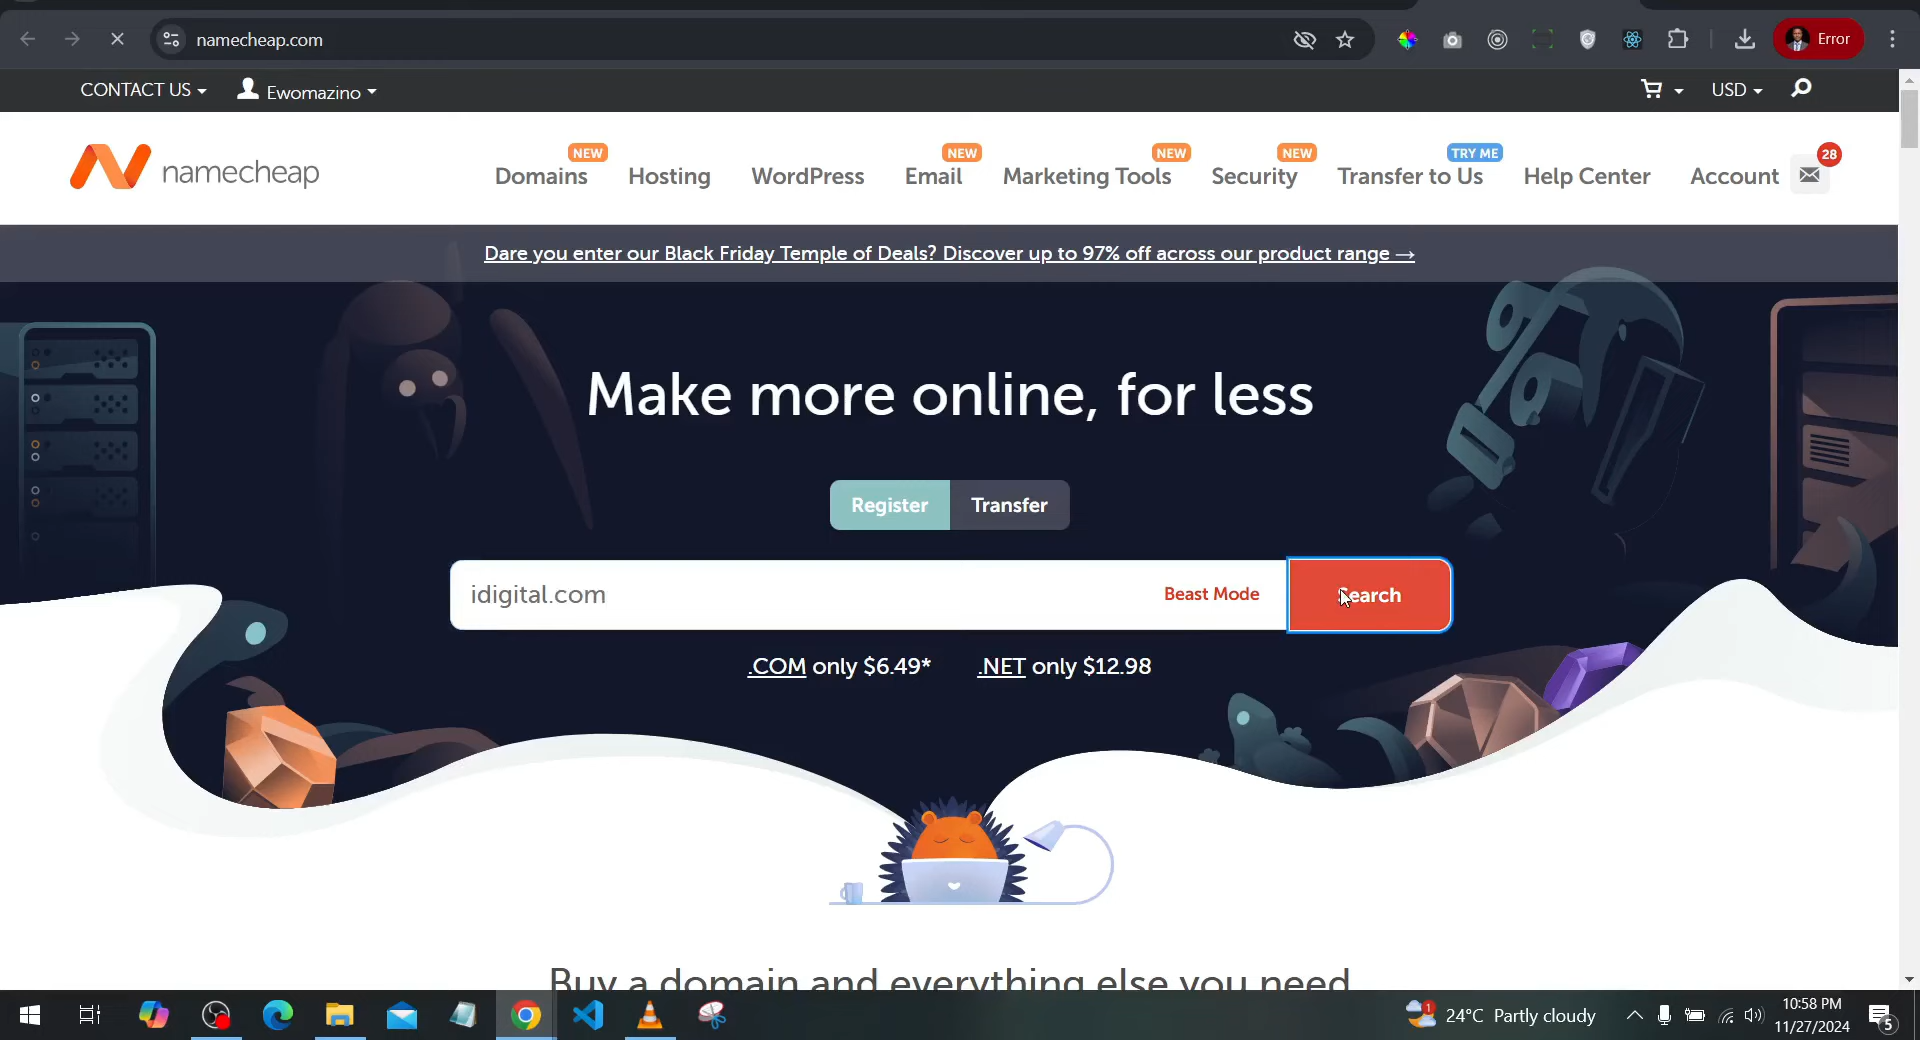 namecheap.com
Error
CONTACT US
Ewomazino
USD
namecheap
NEW
NEW
NEW
NEW
TRY ME
28
Domains
Hosting
WordPress
Email
Marketing Tools
Security
Transfer to Us
Help Center
Account
Dare you enter our Black Friday Temple of Deals? Discover up to 97% off across our product range →
Make more online, for less
Register
Transfer
idigital.com
Beast Mode
Search
.COM only $6.49*
.NET only $12.98
Buy a domain and everything else you need
1
24°C Partly cloudy
10:58 PM
11/27/2024
5